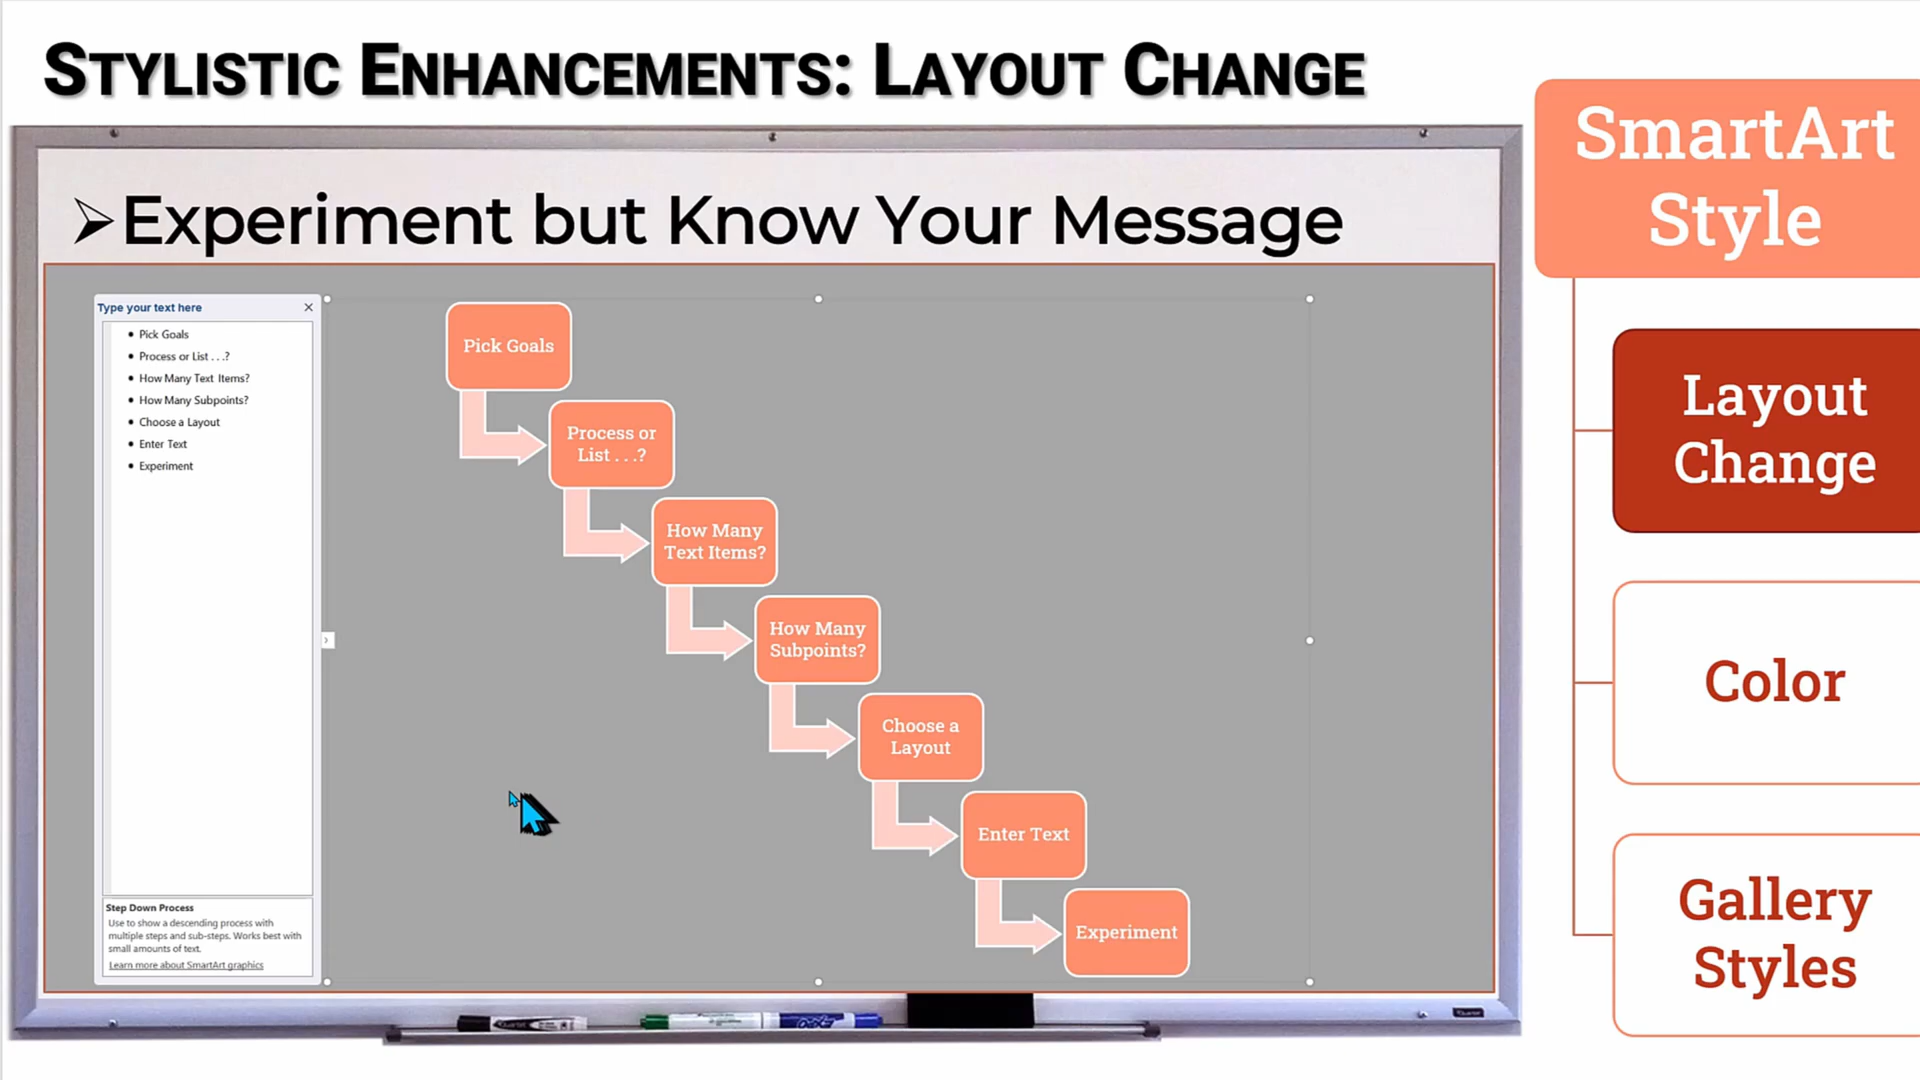 STYLISTIC ENHANCEMENTS: LAYOUT CHANGE
➢Experiment but Know Your Message
Type your text here
• Pick Goals
• Process or List . . .?
• How Many Text Items?
• How Many Subpoints?
• Choose a Layout
• Enter Text
• Experiment
Step Down Process
Use to show a descending process with
multiple steps and sub-steps. Works best with
small amounts of text.
Learn more about SmartArt graphics
Pick Goals
Process or
List . . .?
How Many
Text Items?
How Many
Subpoints?
Choose a
Layout
Enter Text
Experiment
SmartArt
Style
Layout
Change
Color
Gallery
Styles